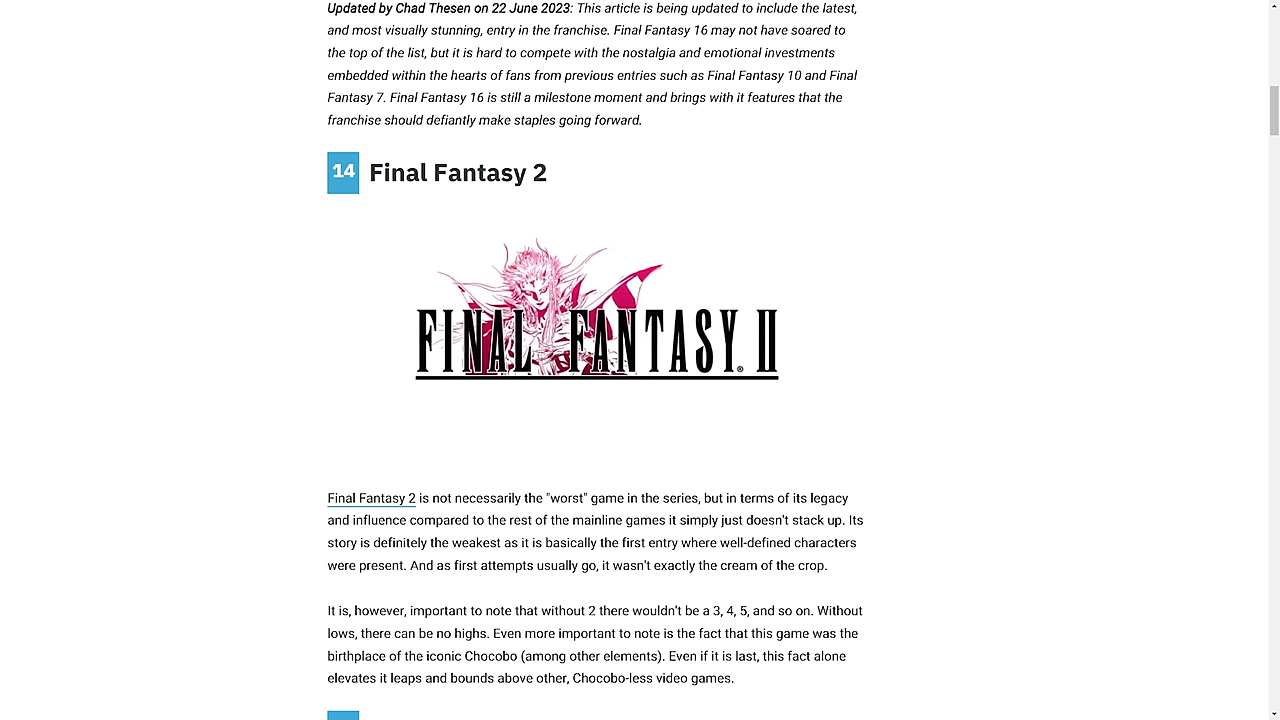 Updated by Chad Thesen on 22 June 2023: This article is being updated to include the latest,
and most visually stunning, entry in the franchise. Final Fantasy 16 may not have soared to
the top of the list, but it is hard to compete with the nostalgia and emotional investments
embedded within the hearts of fans from previous entries such as Final Fantasy 10 and Final
Fantasy 7. Final Fantasy 16 is still a milestone moment and brings with it features that the
franchise should defiantly make staples going forward.
14 Final Fantasy 2
FINAL FANTASY® II
Final Fantasy 2 is not necessarily the "worst" game in the series, but in terms of its legacy
and influence compared to the rest of the mainline games it simply just doesn't stack up. Its
story is definitely the weakest as it is basically the first entry where well-defined characters
were present. And as first attempts usually go, it wasn't exactly the cream of the crop.
It is, however, important to note that without 2 there wouldn't be a 3, 4, 5, and so on. Without
lows, there can be no highs. Even more important to note is the fact that this game was the
birthplace of the iconic Chocobo (among other elements). Even if it is last, this fact alone
elevates it leaps and bounds above other, Chocobo-less video games.